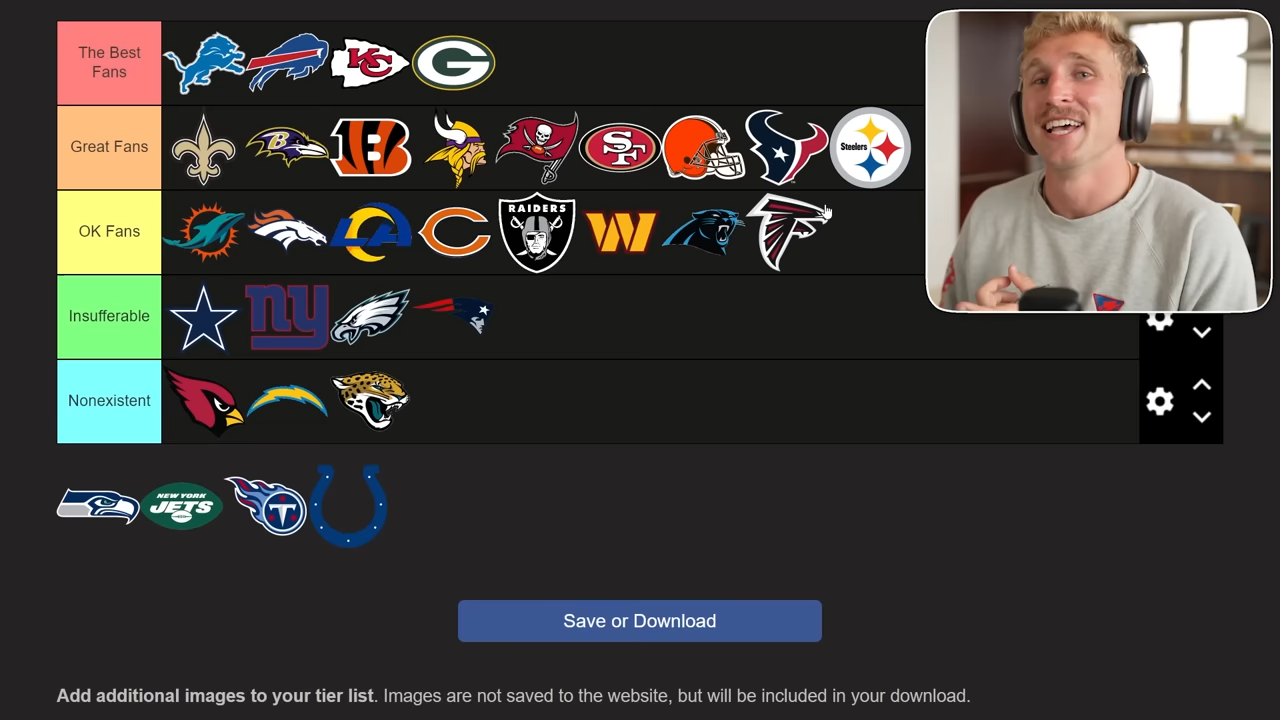 The Best
Fans
Great Fans
Steelers
OK Fans
RAIDERS
Insufferable
ny
Nonexistent
NEW YORK
JETS
Save or Download
Add additional images to your tier list. Images are not saved to the website, but will be included in your download.